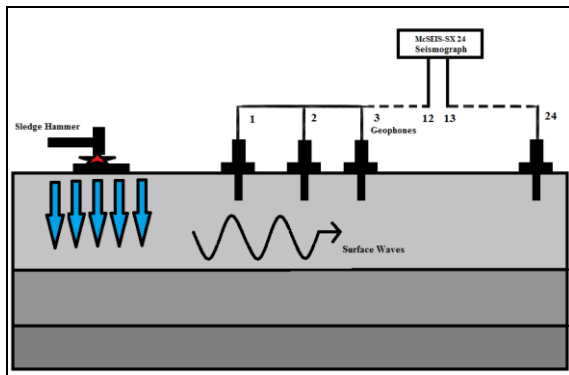 McSEIS-SX 24
Seismograph
Sledge Hammer
1
2
3
12
13
24
Geophones
Surface Waves